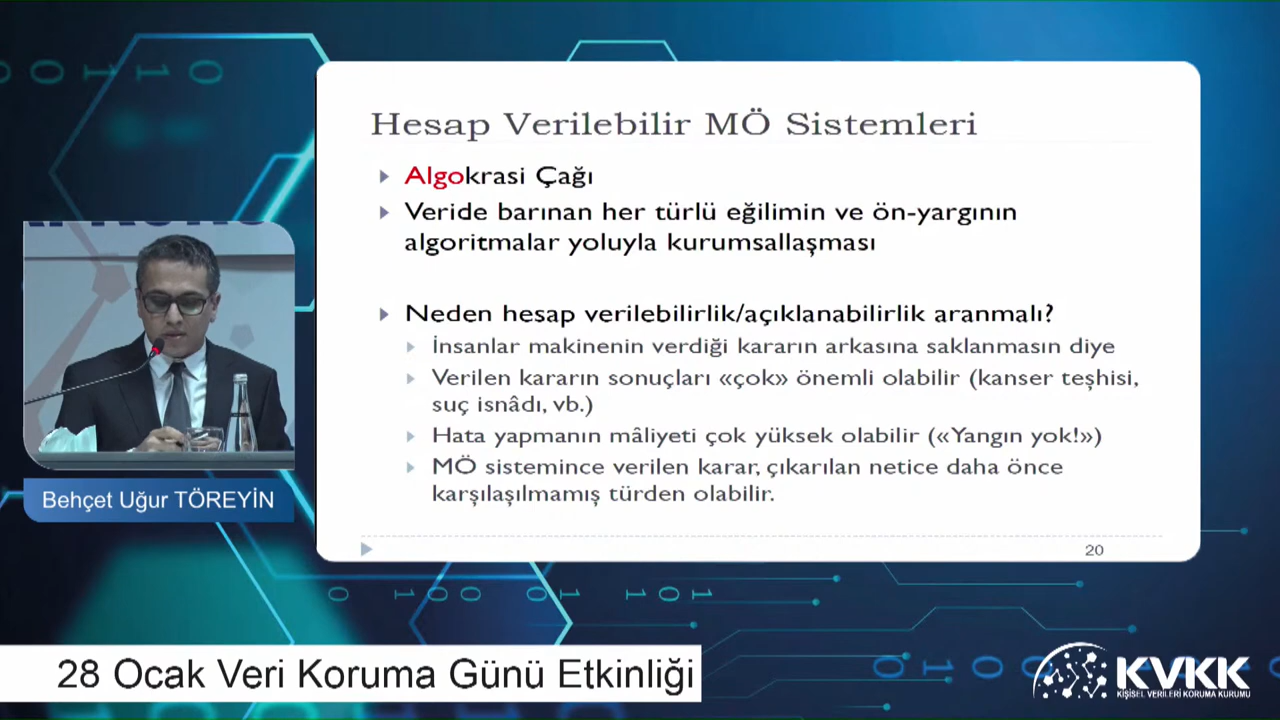 Hesap Verilebilir MÖ Sistemleri
Algokrasi Çağı
Veride barınan her türlü eğilimin ve ön-yargının
algoritmalar yoluyla kurumsallaşması
Neden hesap verilebilirlik/açıklanabilirlik aranmalı?
İnsanlar makinenin verdiği kararın arkasına saklanmasın diye
Verilen kararın sonuçları «çok» önemli olabilir (kanser teşhisi,
suç isnâdı, vb.)
Hata yapmanın mâliyeti çok yüksek olabilir («Yangın yok!»)
MÖ sistemince verilen karar, çıkarılan netice daha önce
karşılaşılmamış türden olabilir.
20
Behçet Uğur TÖREYİN
28 Ocak Veri Koruma Günü Etkinliği
KVKK
KİŞİSEL VERİLERİ KORUMA KURUMU